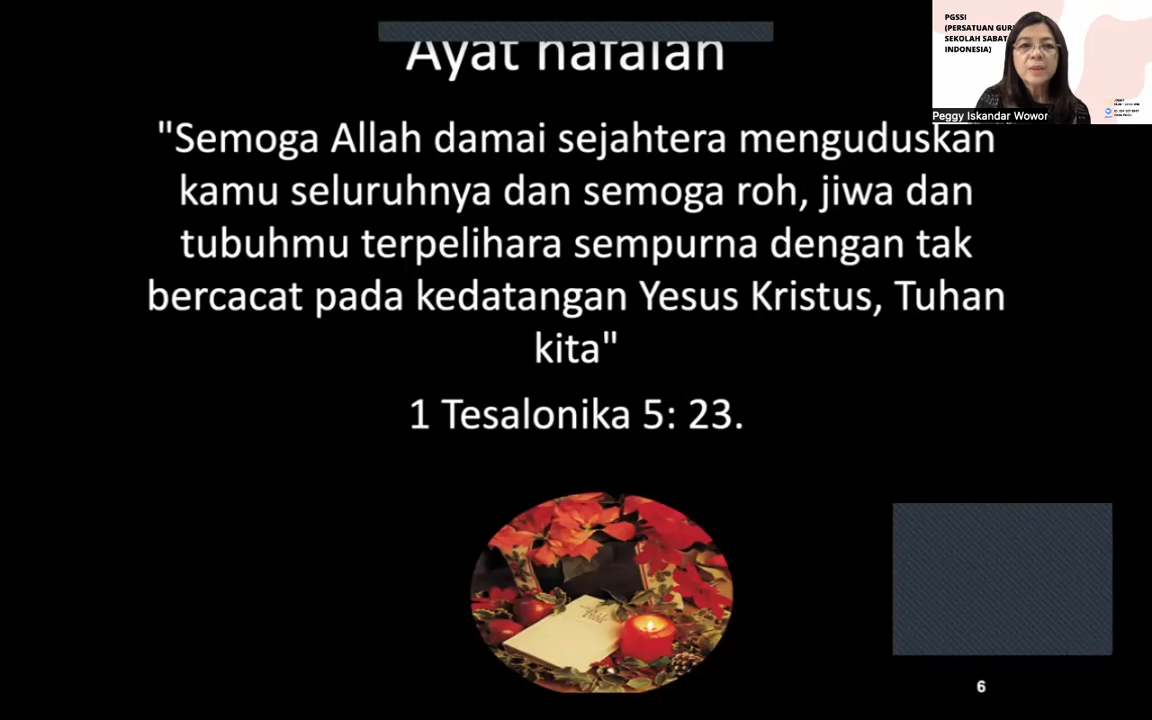 Ayat hafalan
"Semoga Allah damai sejahtera menguduskan
kamu seluruhnya dan semoga roh, jiwa dan
tubuhmu terpelihara sempurna dengan tak
bercacat pada kedatangan Yesus Kristus, Tuhan
kita"
1 Tesalonika 5: 23.
6
PGSSI
(PERSATUAN GUR
SEKOLAH SABAT
INDONESIA)
Peggy Iskandar Wowor